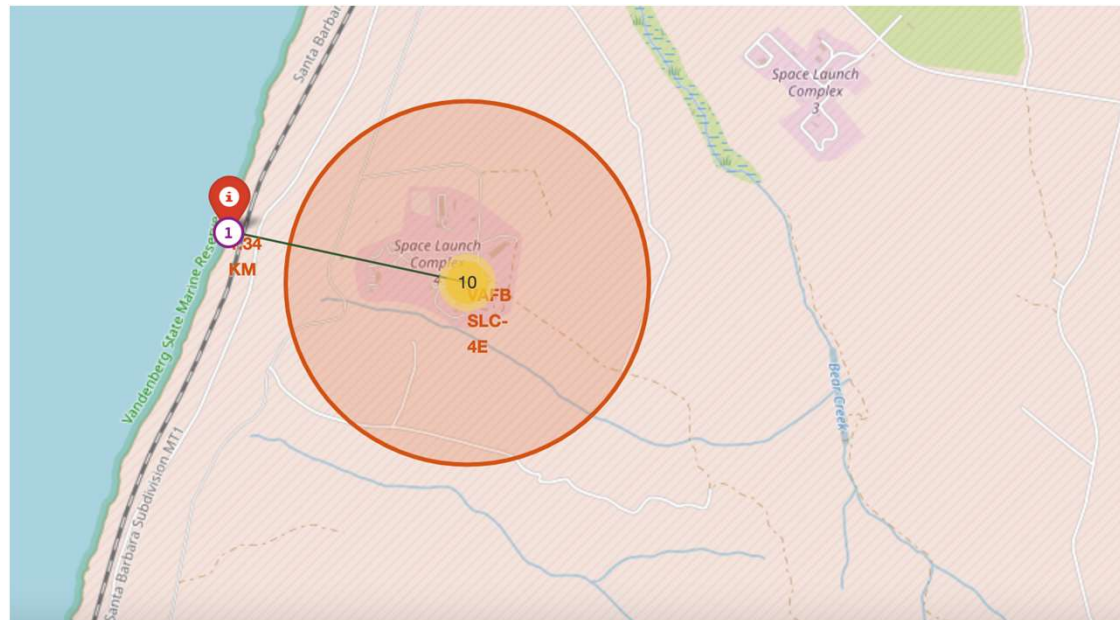 Santa Barbar
Space Launch
Complex
3
i
1
.34
KM
Space Launch
Complex
10
VAFB
SLC-
4E
Vandenberg State Marine Reserve
Bear Creek
Santa Barbara Subdivision MT1